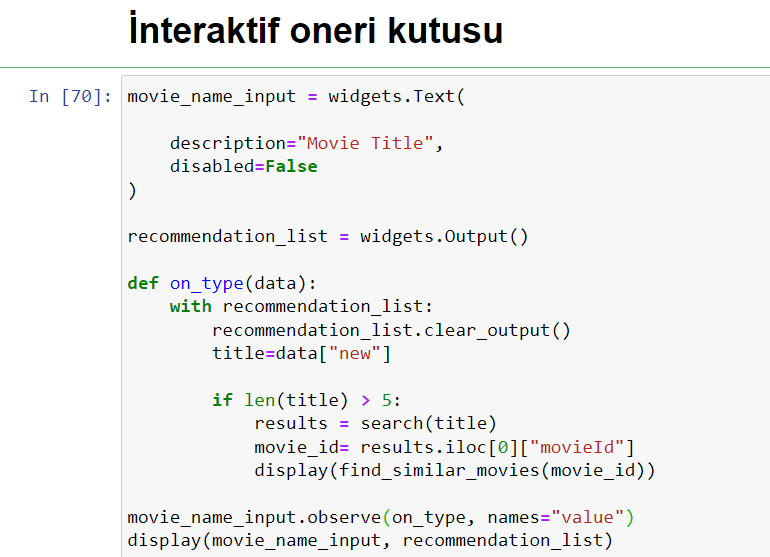 İnteraktif oneri kutusu
In [70]: movie_name_input = widgets.Text(
description="Movie Title",
disabled=False
)
recommendation_list = widgets.Output()
def on_type(data):
with recommendation_list:
recommendation_list.clear_output()
title=data["new"]
if len(title) > 5:
results = search(title)
movie_id= results.iloc[0]["movieId"]
display(find_similar_movies(movie_id))
movie_name_input.observe(on_type, names="value")
display(movie_name_input, recommendation_list)